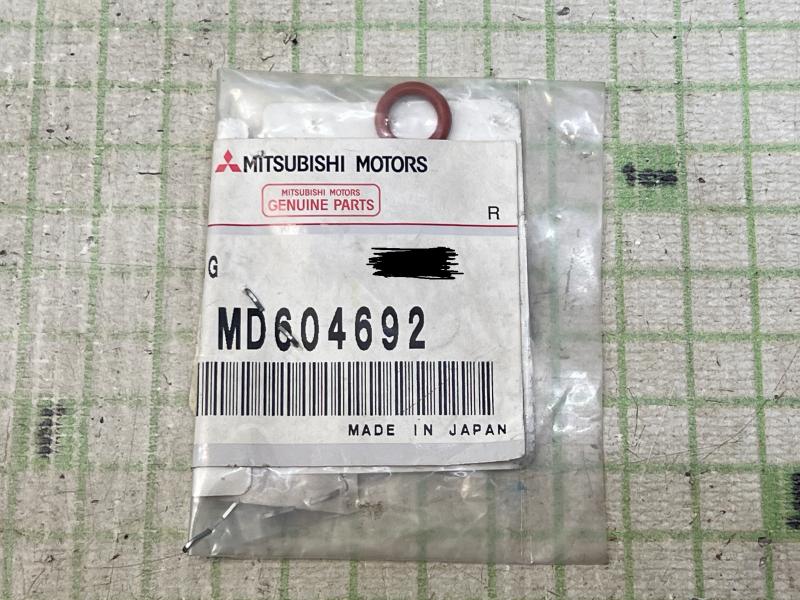 MITSUBISHI MOTORS
MITSUBISHI MOTORS
GENUINE PARTS
R
G
MD604692
MADE IN JAPAN